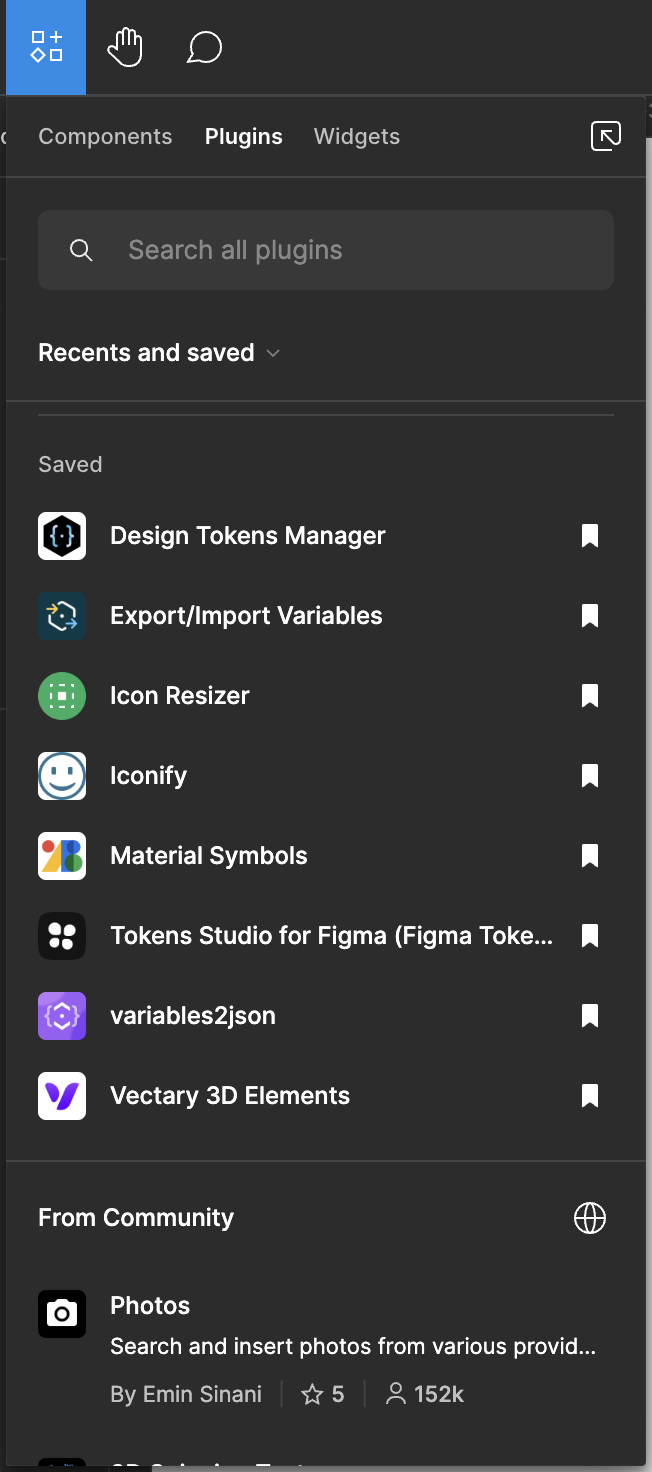 Components Plugins Widgets
Search all plugins
Recents and saved
Saved
Design Tokens Manager
Export/Import Variables
Icon Resizer
Iconify
Material Symbols
Tokens Studio for Figma (Figma Toke...
variables2json
Vectary 3D Elements
From Community
Photos
Search and insert photos from various provid...
By Emin Sinani 5 152k